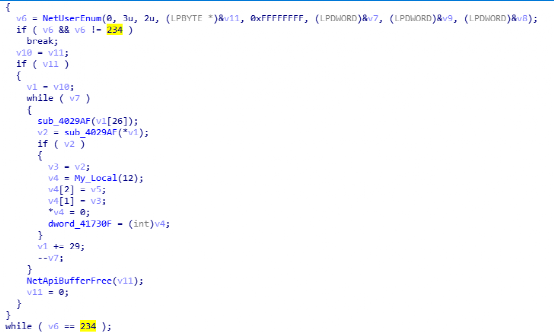 {
v6 = NetUserEnum(0, 3u, 2u, (LPBYTE *)&v11, 0xFFFFFFFF, (LPDWORD)&v7, (LPDWORD)&v9, (LPDWORD)&v8);
if ( v6 && v6 != 234 )
break;
v10 = v11;
if ( v11 )
{
v1 = v10;
while ( v7 )
{
sub_4029AF(v1[26]);
v2 = sub_4029AF(*v1);
if ( v2 )
{
v3 = v2;
v4 = My_Local(12);
v4[2] = v5;
v4[1] = v3;
*v4 = 0;
dword_41730F = (int)v4;
}
v1 += 29;
--v7;
}
NetApiBufferFree(v11);
v11 = 0;
}
}
while ( v6 == 234 );